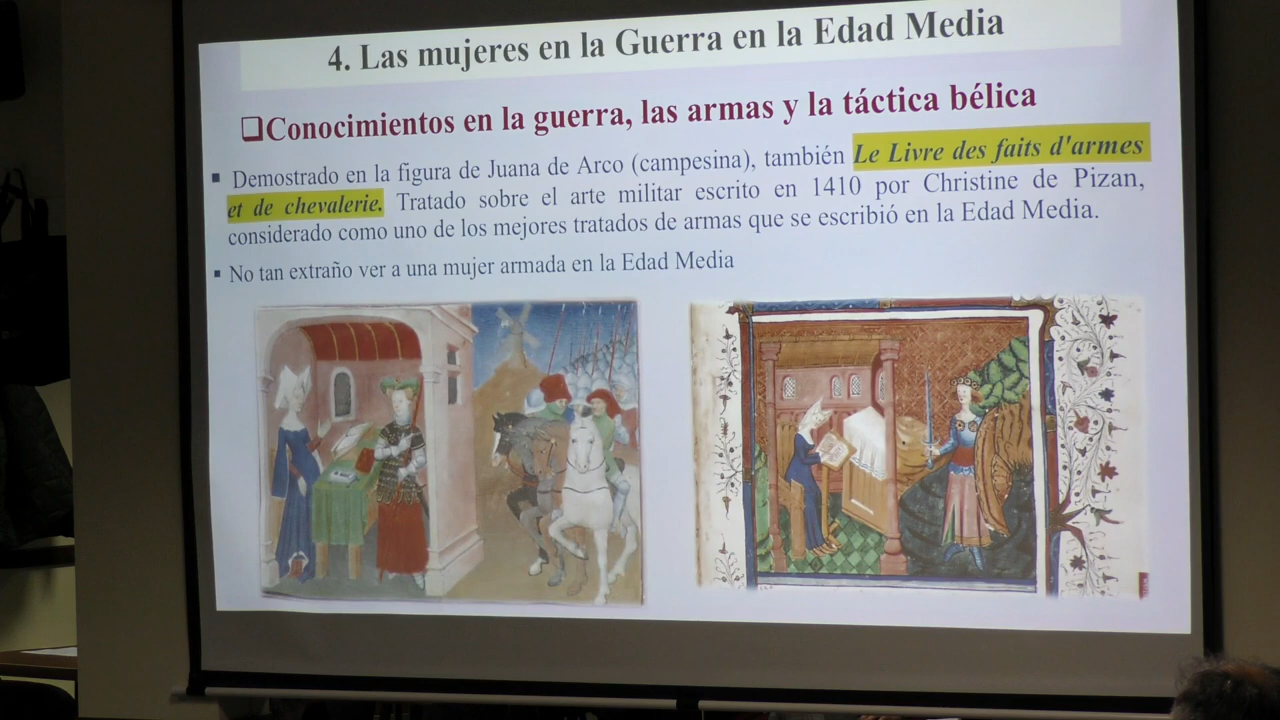 4. Las mujeres en la Guerra en la Edad Media
❑Conocimientos en la guerra, las armas y la táctica bélica
▪ Demostrado en la figura de Juana de Arco (campesina), también Le Livre des faits d'armes
et de chevalerie. Tratado sobre el arte militar escrito en 1410 por Christine de Pizan,
considerado como uno de los mejores tratados de armas que se escribió en la Edad Media.
▪ No tan extraño ver a una mujer armada en la Edad Media